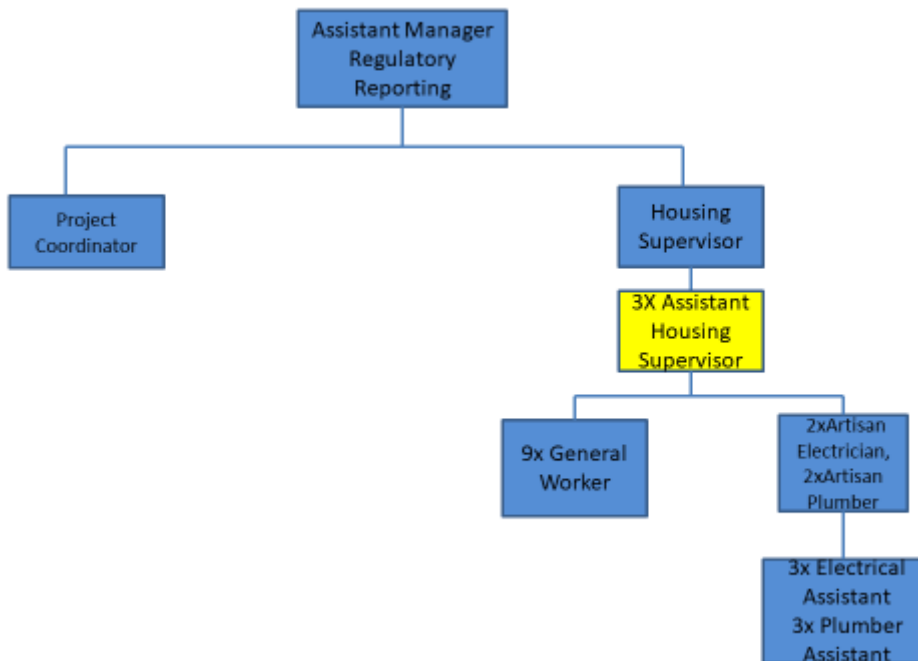 Assistant Manager
Regulatory
Reporting
Project
Coordinator
Housing
Supervisor
3X Assistant
Housing
Supervisor
9x General
Worker
2xArtisan
Electrician,
2xArtisan
Plumber
3x Electrical
Assistant
3x Plumber
Assistant